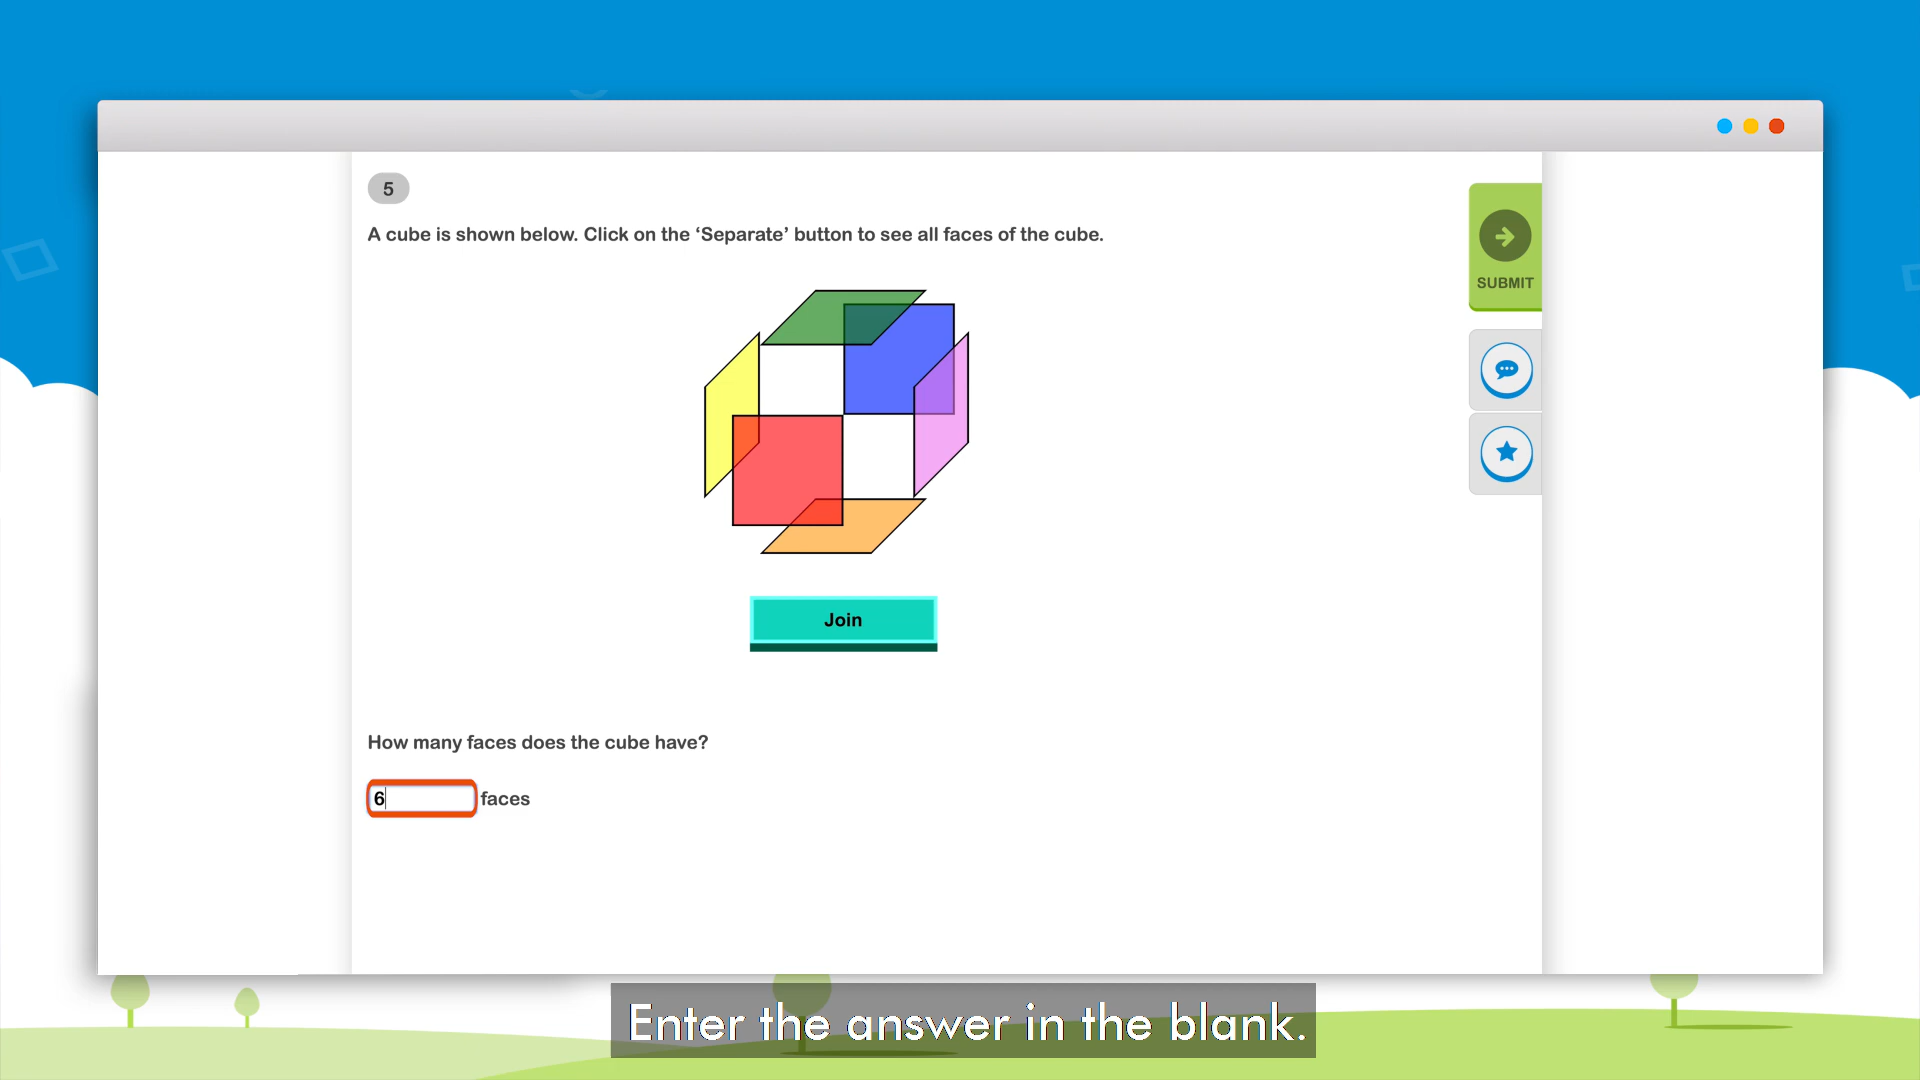 5
A cube is shown below. Click on the ‘Separate’ button to see all faces of the cube.
SUBMIT
Join
How many faces does the cube have?
6 faces
Enter the answer in the blank.